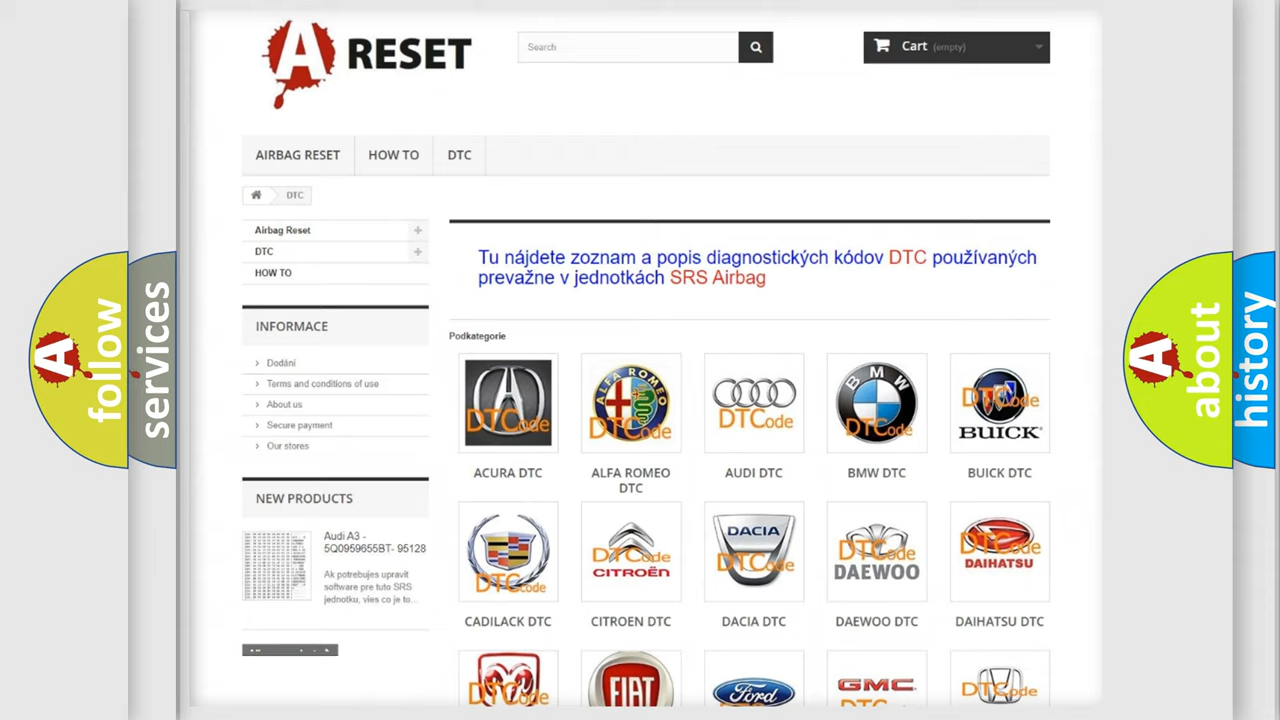 A RESET
Search
Cart (empty)
AIRBAG RESET
HOW TO
DTC
DTC
Airbag Reset
DTC
HOW TO
Tu nájdete zoznam a popis diagnostických kódov DTC používaných
prevažne v jednotkách SRS Airbag
INFORMACE
Dodání
Terms and conditions of use
About us
Secure payment
Our stores
NEW PRODUCTS
Audi A3 -
5Q0959655BT- 95128
Ak potrebujes upravit
software pre tuto SRS
jednotku, vies co je to...
Podkategorie
DTCode
ALFA ROMEO
DTCode
DTCode
BMW
DTCode
DTCode
BUICK
ACURA DTC
ALFA ROMEO
DTC
AUDI DTC
BMW DTC
BUICK DTC
DTCode
DTCode
CITROËN
DACIA
DTCode
DTCode
DAEWOO
DTCode
DAIHATSU
CADILACK DTC
CITROEN DTC
DACIA DTC
DAEWOO DTC
DAIHATSU DTC
DTCode
FIAT
Ford
GMC
DTCode
A follow
services
A about
history